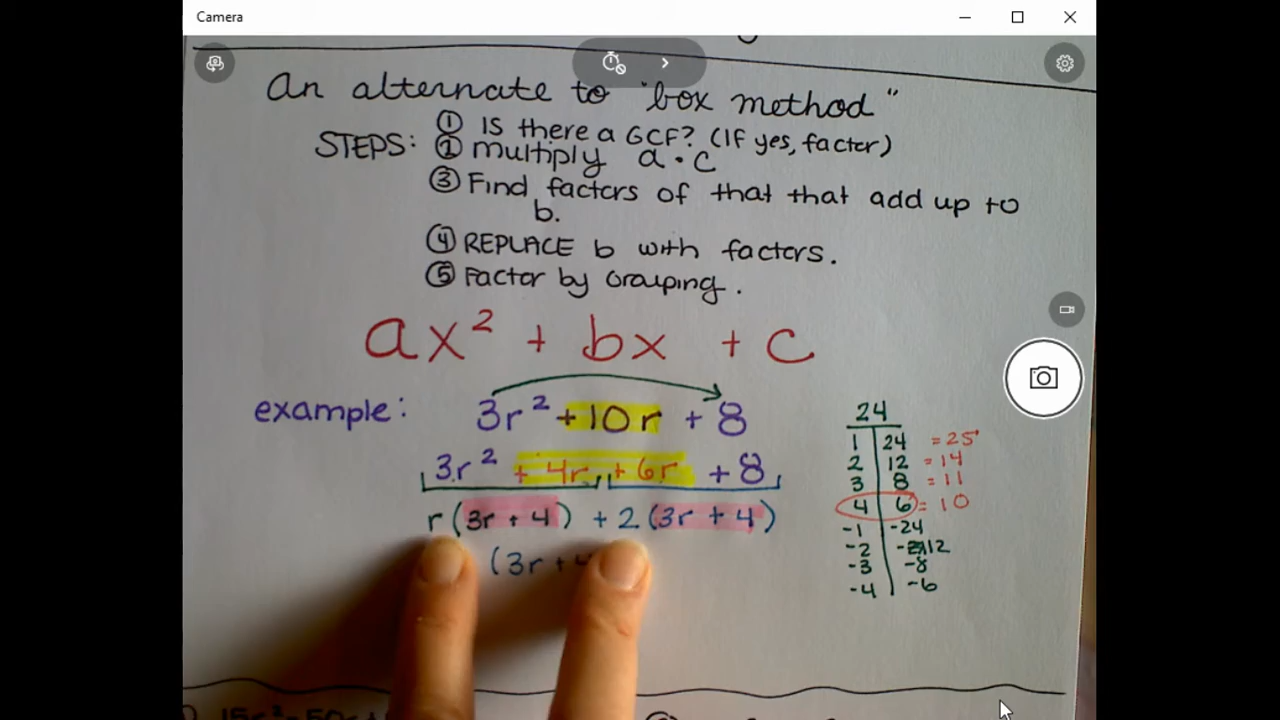 Camera
An alternate to "box method"
STEPS: ① IS there a GCF? (If yes, factor)
② multiply a • c
③ Find factors of that that add up to
b.
④ REPLACE b with factors.
⑤ Factor by Grouping.
ax² + bx + c
example: 3r² +10r + 8
3r² + 4r + 6r + 8
r(3r + 4) + 2(3r + 4)
(3r +
24
1 24 = 25
2 12 = 14
3 8 = 11
4 6 = 10
-1 -24
-2 -12
-3 -8
-4 -6